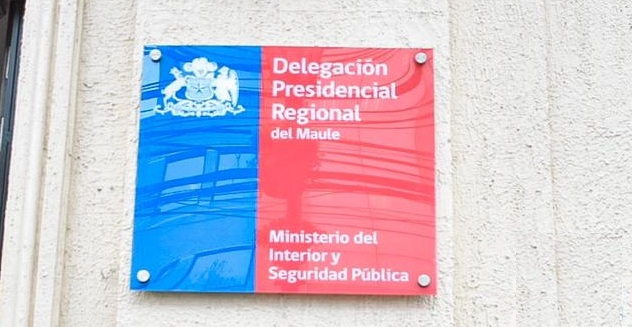 Delegación
Presidencial
Regional
del Maule
Ministerio del
Interior y
Seguridad Pública